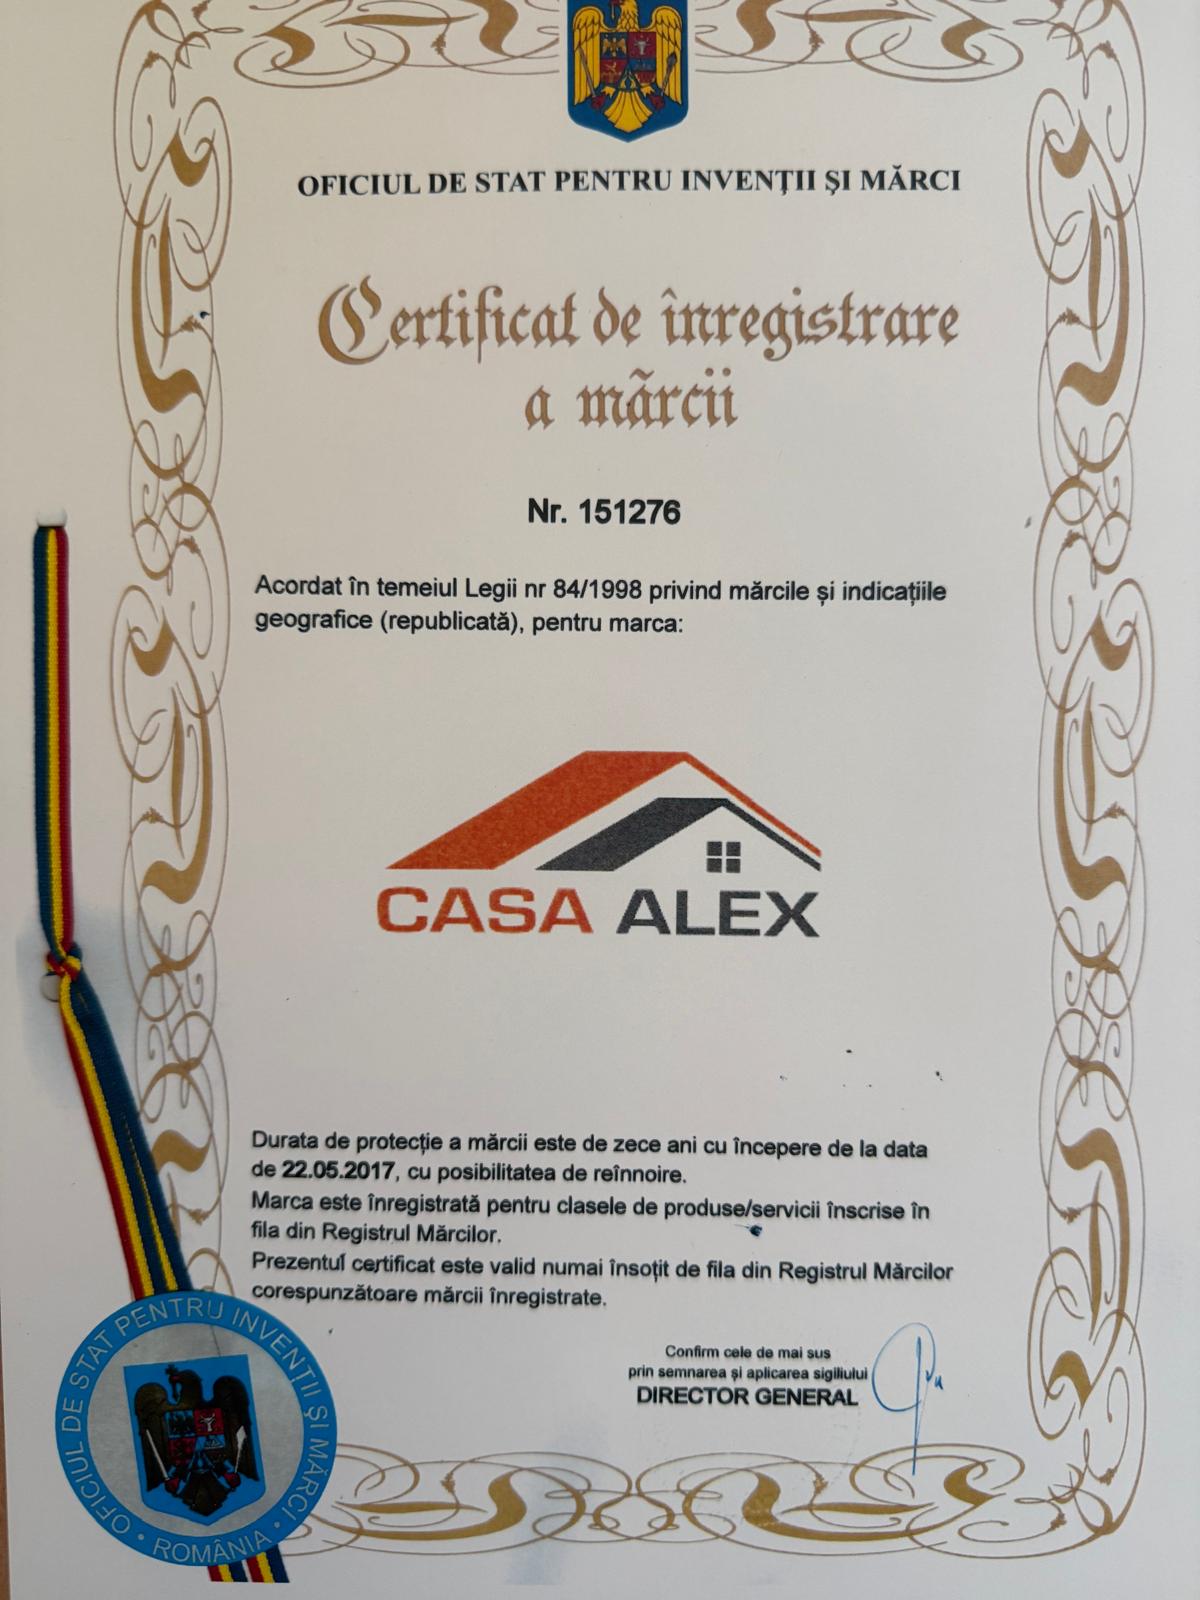 OFICIUL DE STAT PENTRU INVENŢII ŞI MĂRCI
Certificat de înregistrare
a mărcii
Nr. 151276
Acordat în temeiul Legii nr 84/1998 privind mărcile și indicațiile
geografice (republicată), pentru marca:
CASA ALEX
Durata de protecție a mărcii este de zece ani cu începere de la data
de 22.05.2017, cu posibilitatea de reînnoire.
Marca este înregistrată pentru clasele de produse/servicii înscrise în
fila din Registrul Mărcilor.
Prezentul certificat este valid numai însoțit de fila din Registrul Mărcilor
corespunzătoare mărcii înregistrate.
Confirm cele de mai sus
prin semnarea și aplicarea sigiliului
DIRECTOR GENERAL
OFICIUL DE STAT PENTRU INVENŢII ŞI MĂRCI
• ROMÂNIA •